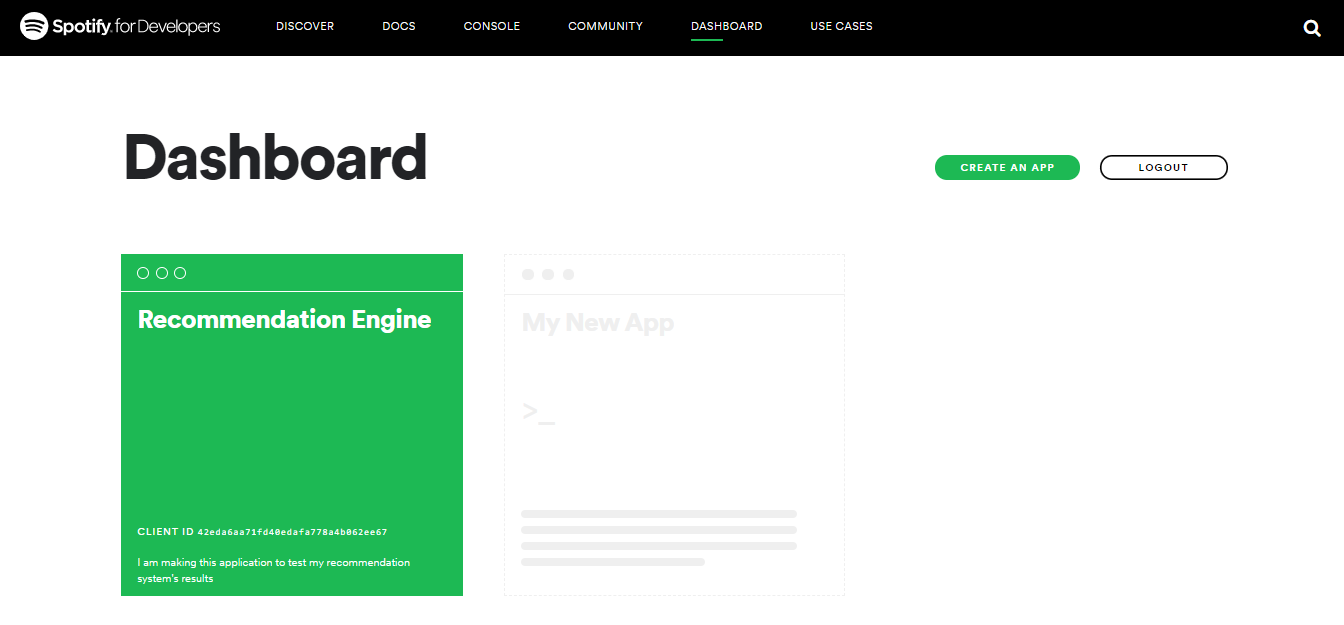 Spotify for Developers
DISCOVER
DOCS
CONSOLE
COMMUNITY
DASHBOARD
USE CASES
Dashboard
CREATE AN APP
LOGOUT
Recommendation Engine
CLIENT ID 42eda6aa71fd40edafa778a4b062ee67
I am making this application to test my recommendation
system's results
My New App
>_